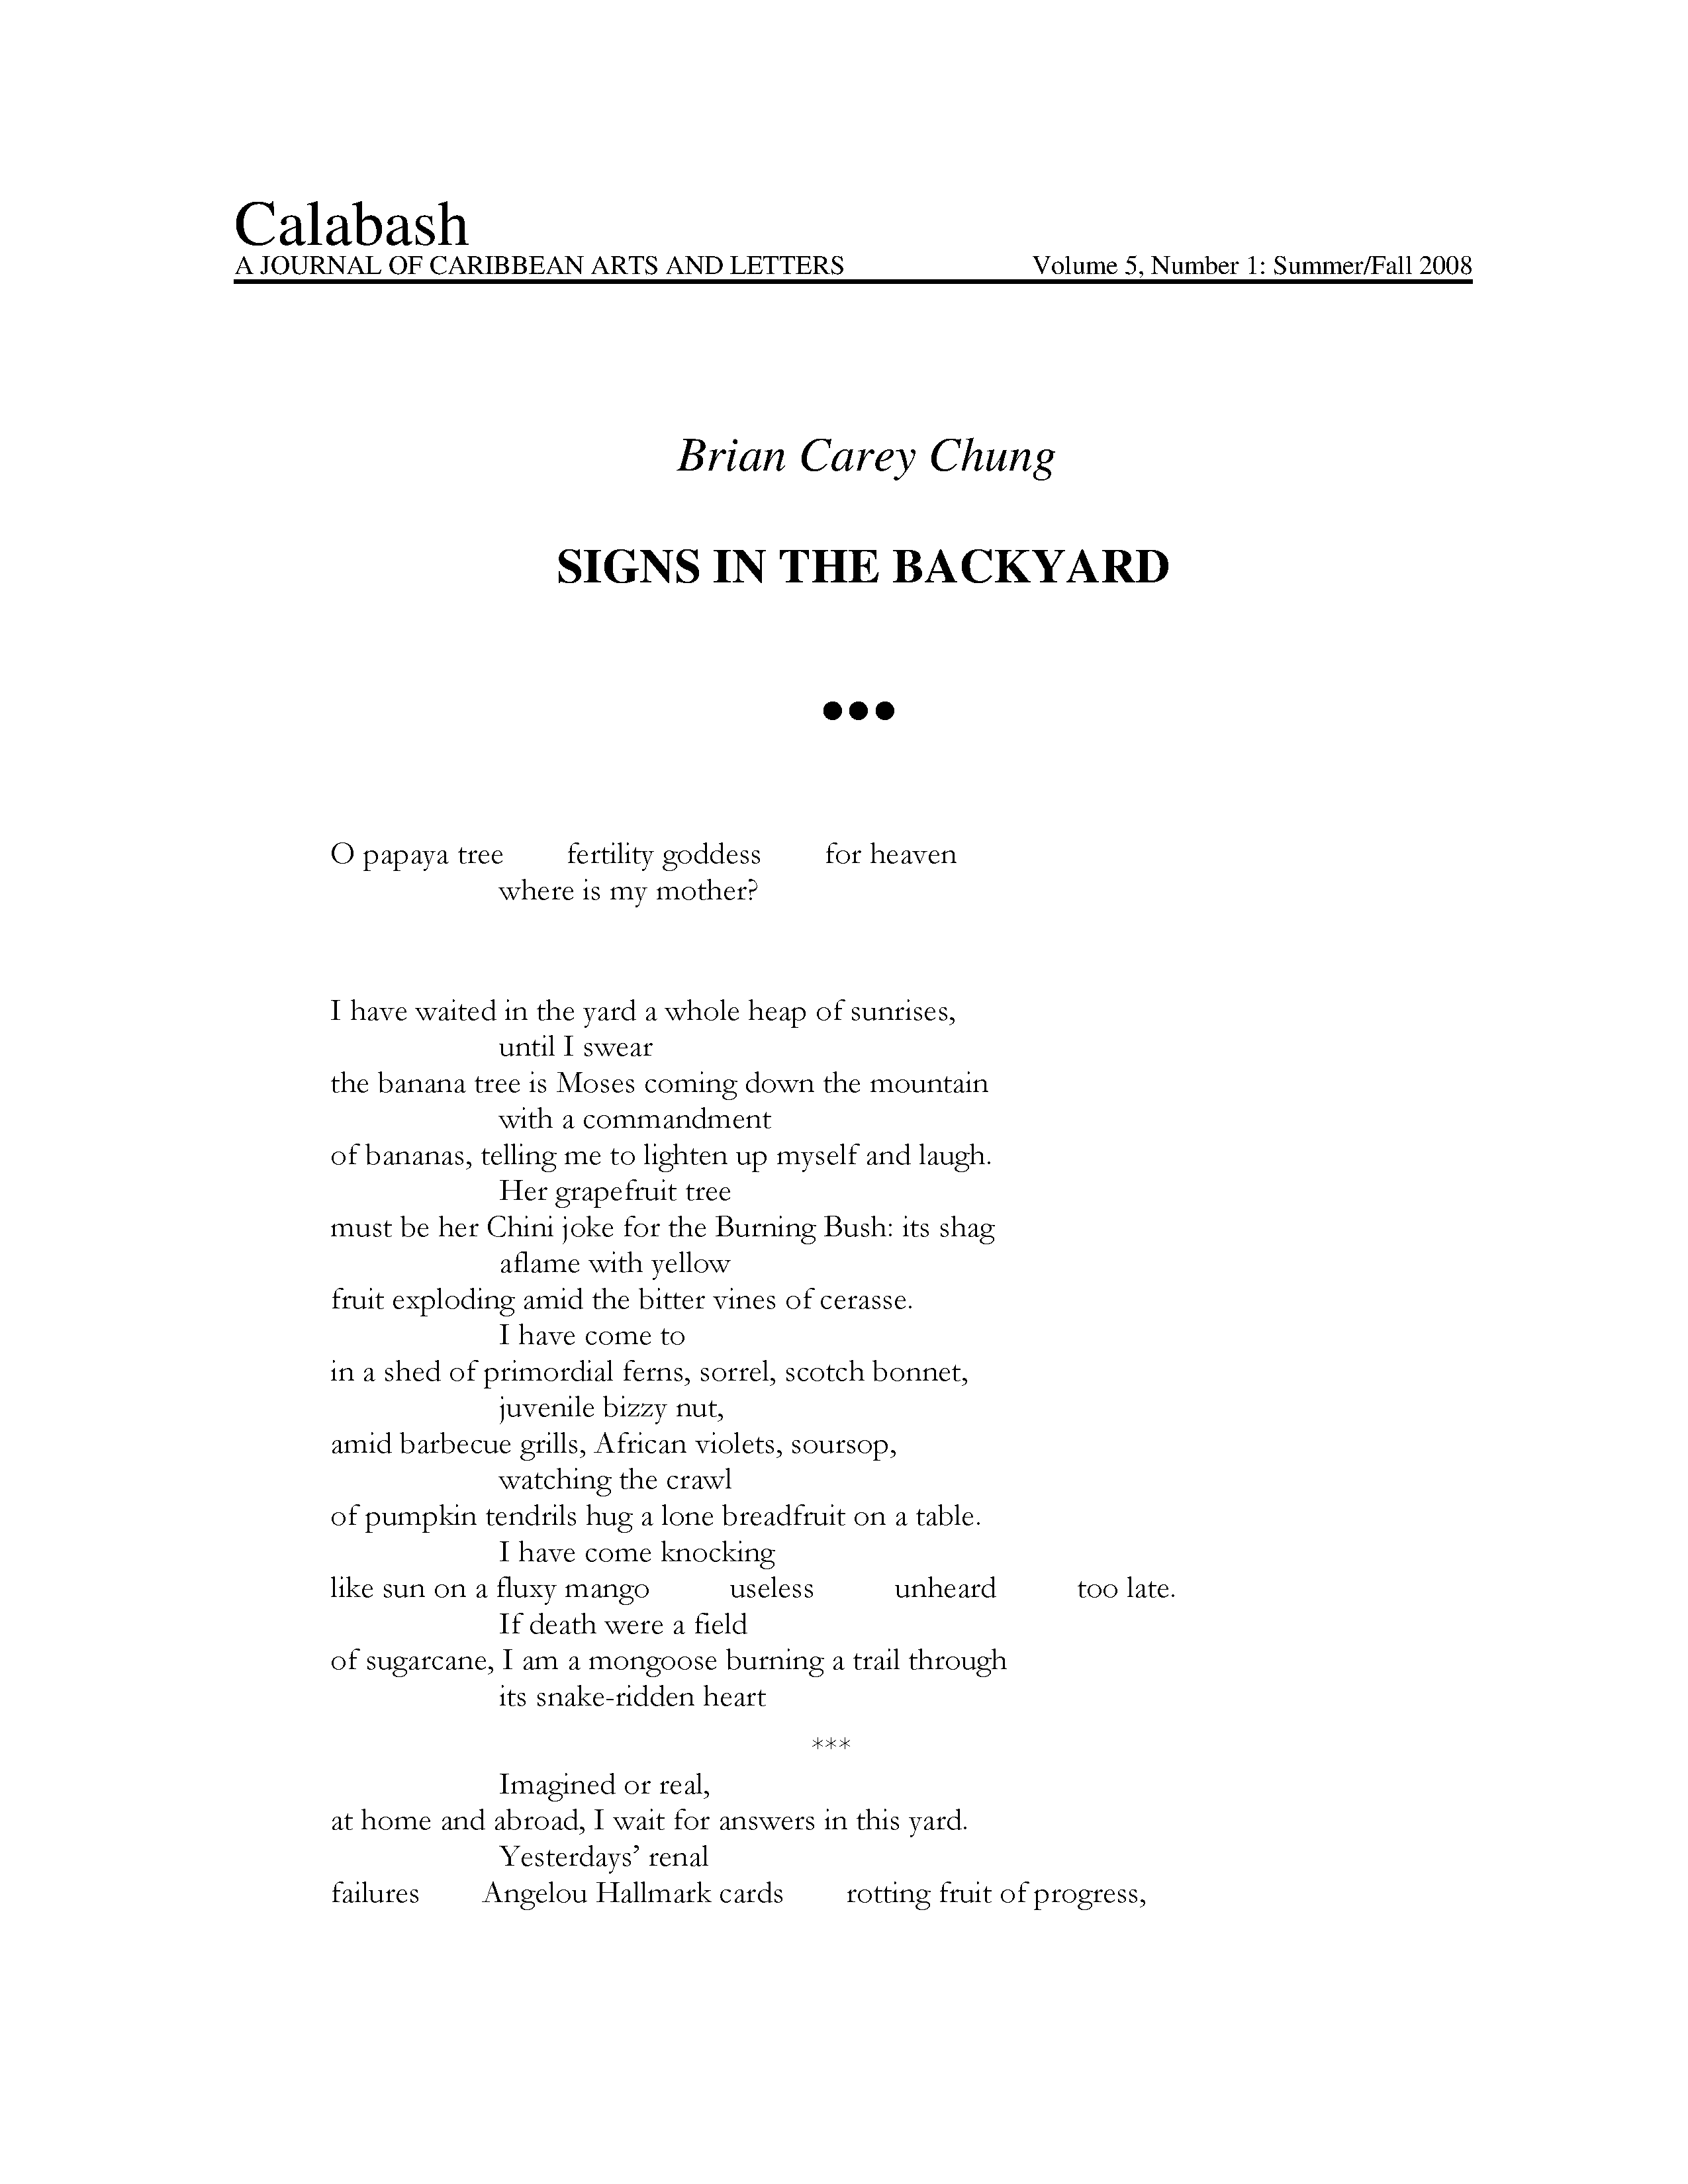 Calabash
A JOURNAL OF CARIBBEAN ARTS AND LETTERS Volume 5, Number 1: Summer/Fall 2008
Brian Carey Chung
SIGNS IN THE BACKYARD
●●●
O papaya tree fertility goddess for heaven
where is my mother?
I have waited in the yard a whole heap of sunrises,
until I swear
the banana tree is Moses coming down the mountain
with a commandment
of bananas, telling me to lighten up myself and laugh.
Her grapefruit tree
must be her Chini joke for the Burning Bush: its shag
aflame with yellow
fruit exploding amid the bitter vines of cerasse.
I have come to
in a shed of primordial ferns, sorrel, scotch bonnet,
juvenile bizzy nut,
amid barbecue grills, African violets, soursop,
watching the crawl
of pumpkin tendrils hug a lone breadfruit on a table.
I have come knocking
like sun on a fluxy mango useless unheard too late.
If death were a field
of sugarcane, I am a mongoose burning a trail through
its snake-ridden heart
***
Imagined or real,
at home and abroad, I wait for answers in this yard.
Yesterdays’ renal
failures Angelou Hallmark cards rotting fruit of progress,